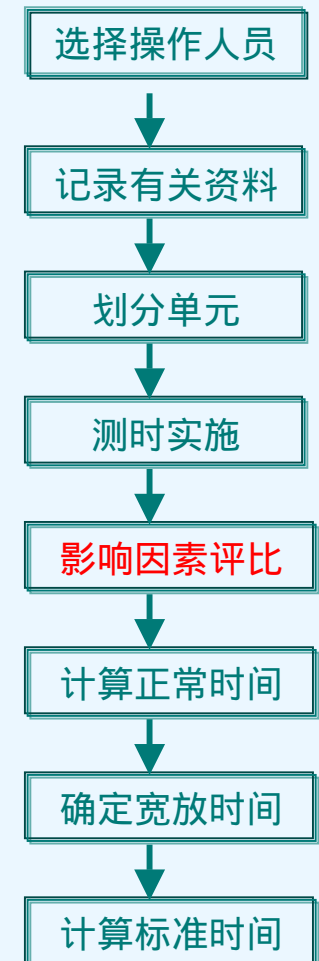 选择操作人员
记录有关资料
划分单元
测时实施
影响因素评比
计算正常时间
确定宽放时间
计算标准时间